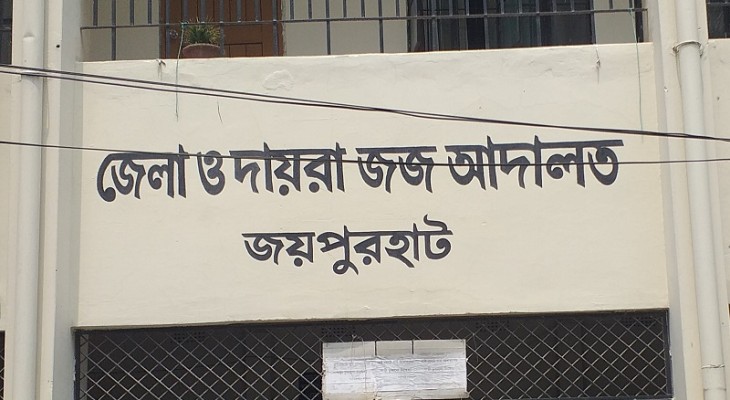 জেলা ও দায়রা জজ আদালত
জয়পুরহাট